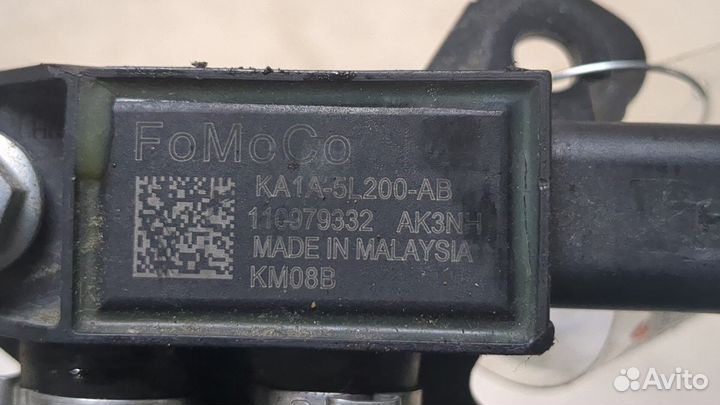 FoMoCo
KA1A-5L200-AB
110979332 AK3NH
MADE IN MALAYSIA
KM08B
Avito